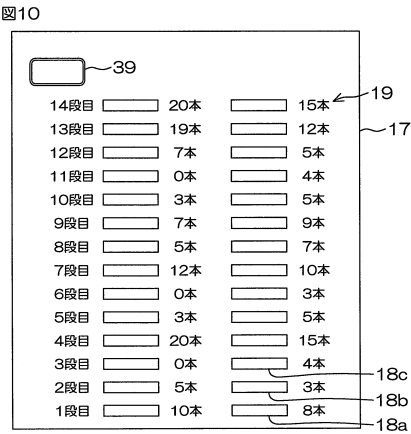 図10
39
19
14段目 20本 15本
17
13段目 19本 12本
12段目 7本 5本
11段目 0本 4本
10段目 3本 5本
9段目 7本 9本
8段目 5本 7本
7段目 12本 10本
6段目 0本 3本
5段目 3本 5本
4段目 20本 15本
3段目 0本 4本
18c
2段目 5本 3本
18b
1段目 10本 8本
18a